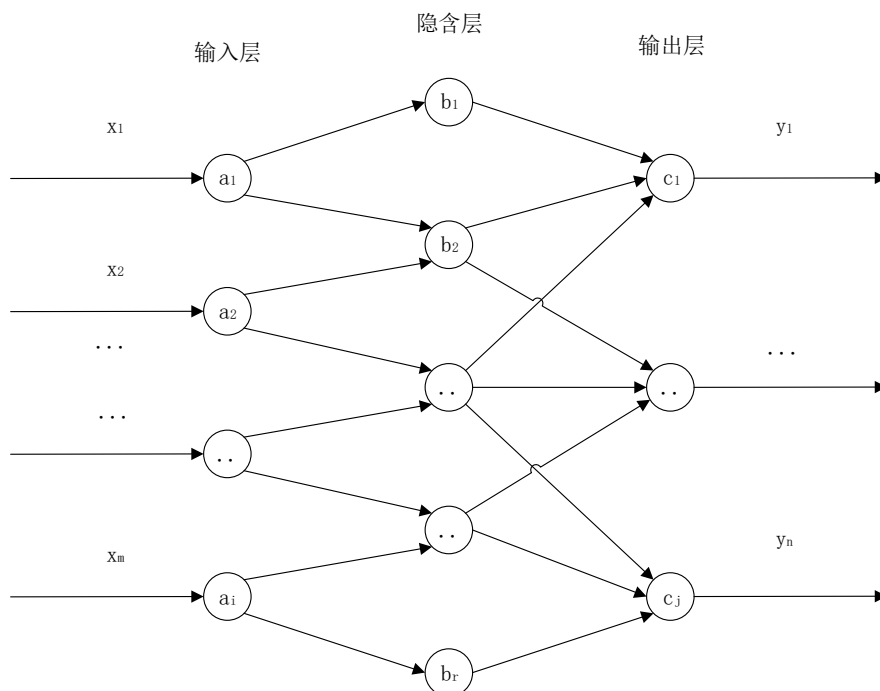 隐含层
输入层
输出层
b₁
x₁
y₁
a₁
c₁
b₂
x₂
a₂
...
...
..
..
...
..
..
xₘ
yₙ
aᵢ
cⱼ
bᵣ